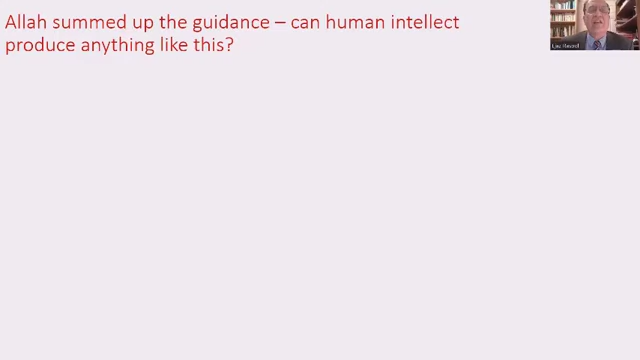 Allah summed up the guidance – can human intellect
produce anything like this?